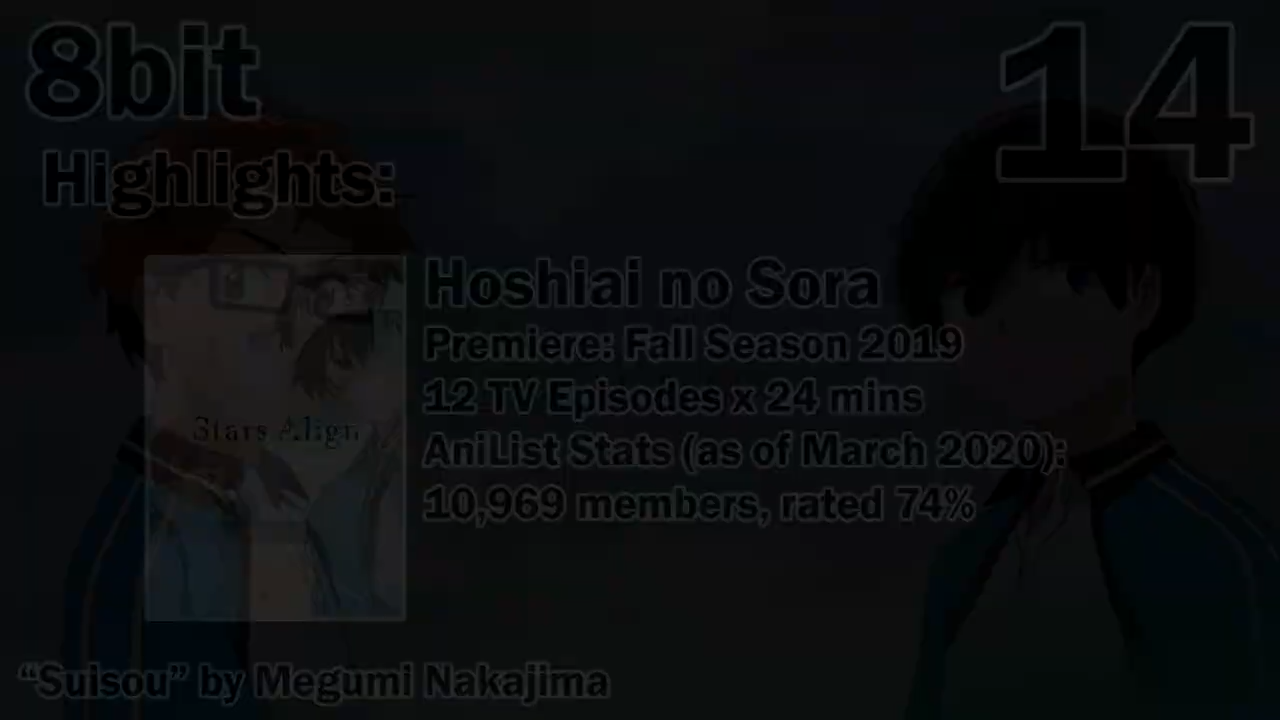 8bit
14
Highlights:
Hoshiai no Sora
Premiere: Fall Season 2019
12 TV Episodes x 24 mins
Stars Align
AniList Stats (as of March 2020):
10,969 members, rated 74%
“Suisou” by Megumi Nakajima